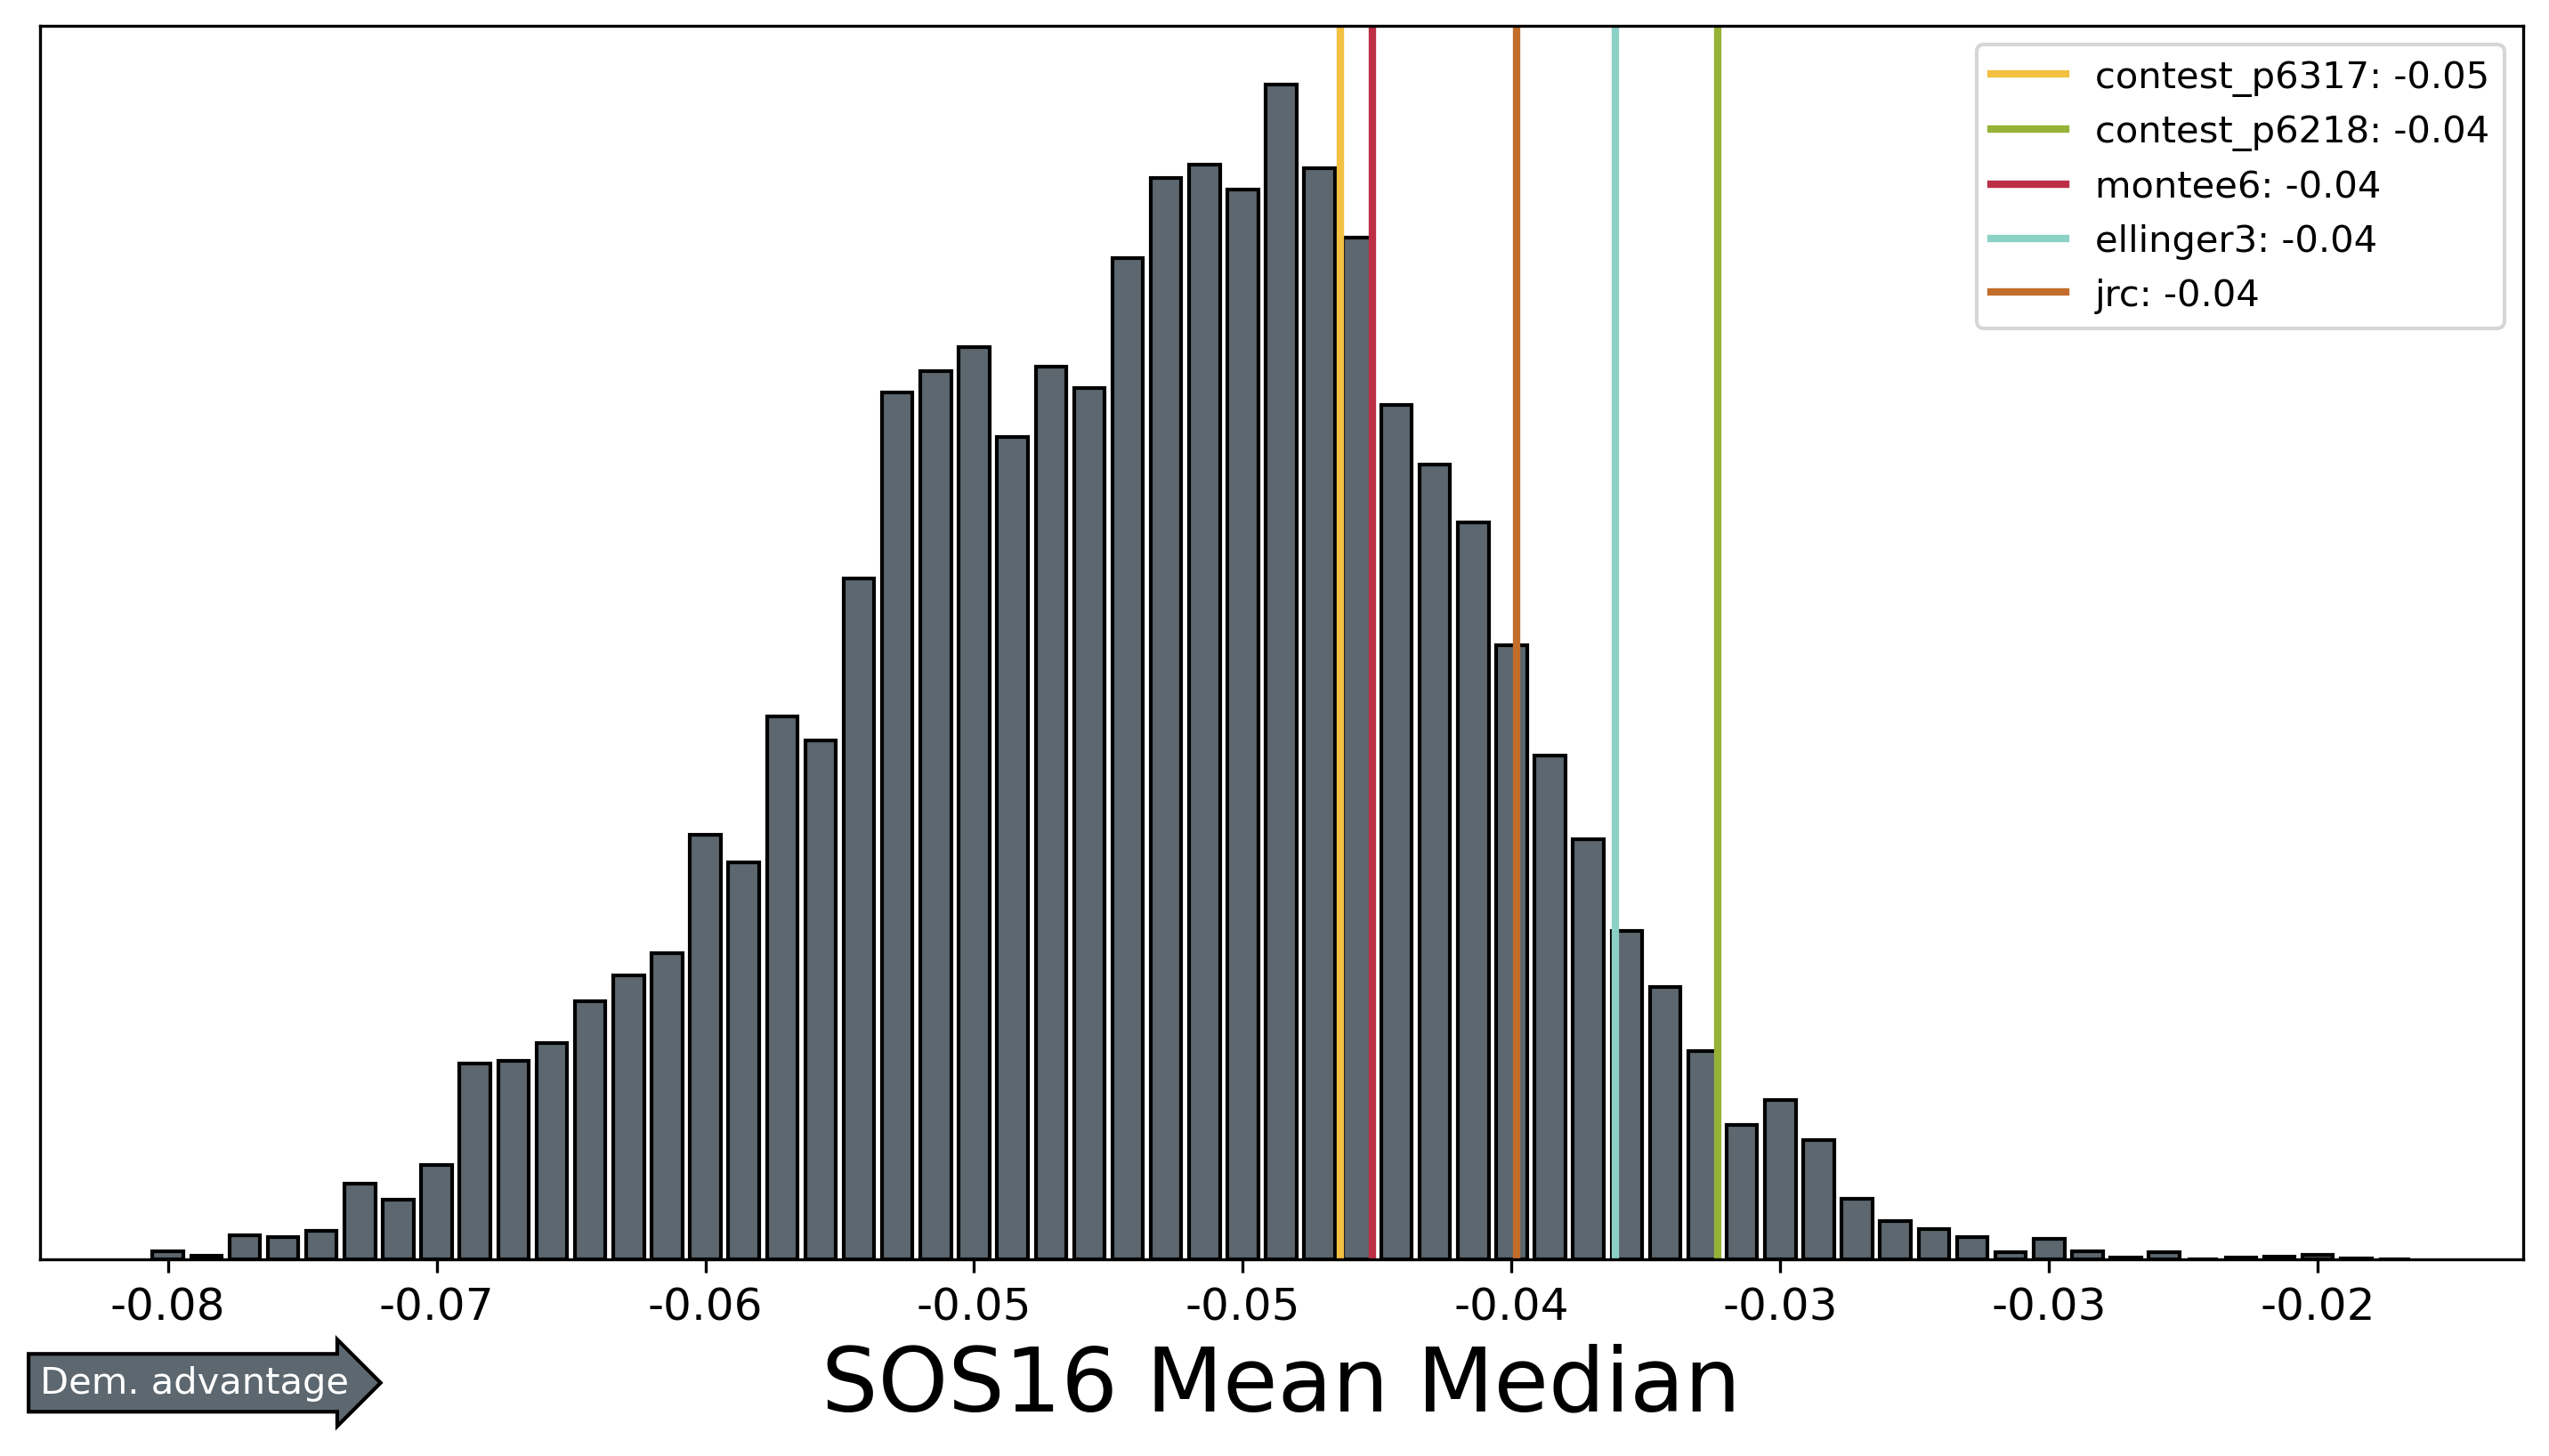 contest_p6317: -0.05
contest_p6218: -0.04
montee6: -0.04
ellinger3: -0.04
jrc: -0.04
-0.08 -0.07 -0.06 -0.05 -0.05 -0.04 -0.03 -0.03 -0.02
Dem. advantage
SOS16 Mean Median